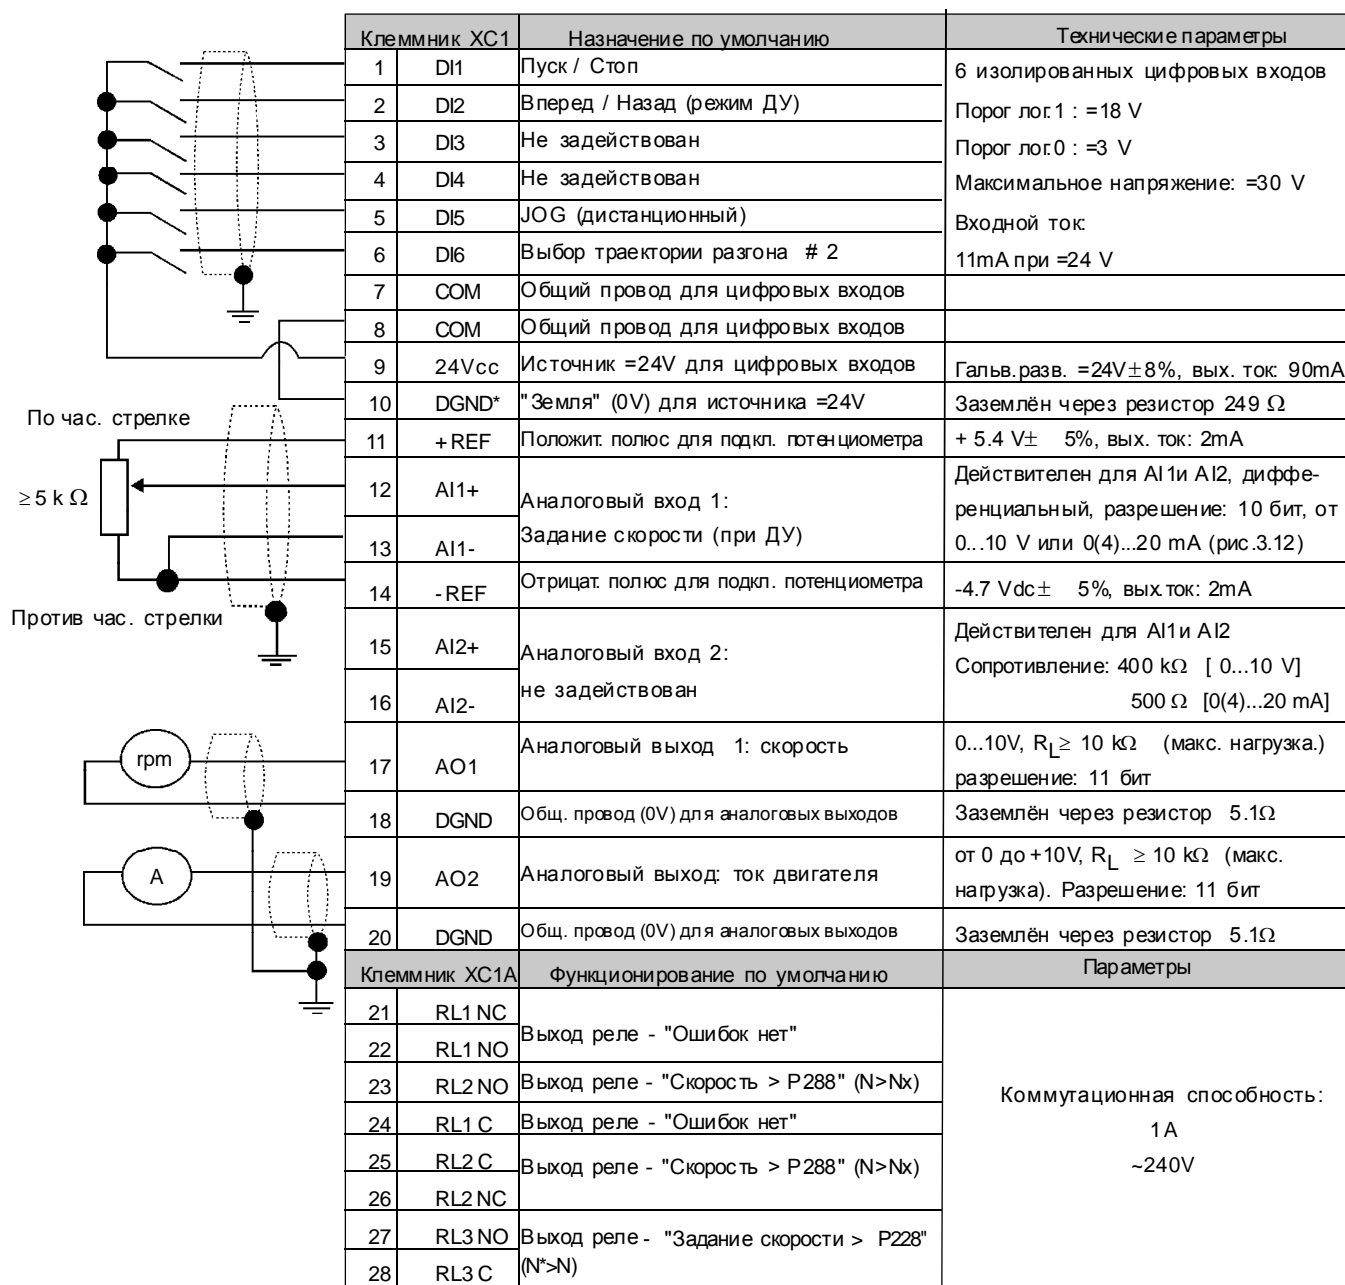 Клеммник XC1 Назначение по умолчанию Технические параметры
1 DI1 Пуск / Стоп
2 DI2 Вперед / Назад (режим ДУ)
3 DI3 Не задействован
4 DI4 Не задействован
5 DI5 JOG (дистанционный)
6 DI6 Выбор траектории разгона # 2
6 изолированных цифровых входов
Порог лог.1 : =18 V
Порог лог.0 : =3 V
Максимальное напряжение: =30 V
Входной ток:
11mA при =24 V
7 COM Общий провод для цифровых входов
8 COM Общий провод для цифровых входов
9 24Vcc Источник =24V для цифровых входов Гальв.разв. =24V±8%, вых. ток: 90mA
10 DGND* "Земля" (0V) для источника =24V Заземлён через резистор 249 Ω
По час. стрелке
≥5 k Ω
Против час. стрелки
11 +REF Положит. полюс для подкл. потенциометра + 5.4 V± 5%, вых. ток: 2mA
12 AI1+
13 AI1-
Аналоговый вход 1:
Задание скорости (при ДУ)
Действителен для AI1и AI2, диффе-
ренциальный, разрешение: 10 бит, от
0...10 V или 0(4)...20 mA (рис.3.12)
14 -REF Отрицат. полюс для подкл. потенциометра -4.7 Vdc± 5%, вых.ток: 2mA
15 AI2+
16 AI2-
Аналоговый вход 2:
не задействован
Действителен для AI1и AI2
Сопротивление: 400 kΩ [ 0...10 V]
500 Ω [0(4)...20 mA]
rpm
17 AO1 Аналоговый выход 1: скорость
0...10V, RL≥ 10 kΩ (макс. нагрузка.)
разрешение: 11 бит
18 DGND Общ. провод (0V) для аналоговых выходов Заземлён через резистор 5.1Ω
A
19 AO2 Аналоговый выход: ток двигателя
от 0 до +10V, RL ≥ 10 kΩ (макс.
нагрузка). Разрешение: 11 бит
20 DGND Общ. провод (0V) для аналоговых выходов Заземлён через резистор 5.1Ω
Клеммник XC1A Функционирование по умолчанию Параметры
21 RL1 NC
22 RL1 NO
Выход реле - "Ошибок нет"
23 RL2 NO Выход реле - "Скорость > P288" (N>Nx)
24 RL1 C Выход реле - "Ошибок нет"
25 RL2 C
26 RL2 NC
Выход реле - "Скорость > P288" (N>Nx)
27 RL3 NO
28 RL3 C
Выход реле - "Задание скорости > P228"
(N*>N)
Коммутационная способность:
1A
~240V